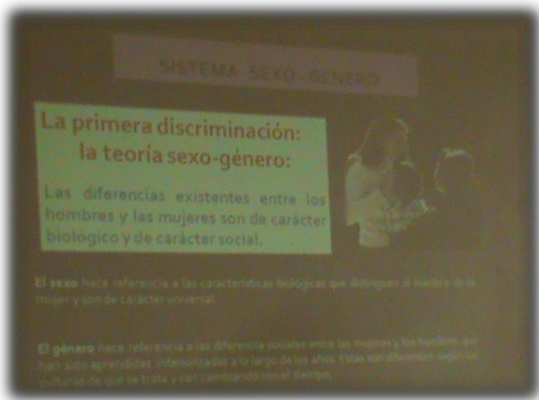 SISTEMA SEXO - GENERO
La primera discriminación:
la teoría sexo-género:
Las diferencias existentes entre los
hombres y las mujeres son de carácter
biológico y de carácter social.
El sexo hace referencia a las características biológicas que distinguen al hombre de la
mujer y son de carácter universal.
El género hace referencia a las diferencia sociales entre las mujeres y los hombres que
han sido aprendidas interiorizadas a lo largo de los años. Estas son diferentes según las
culturas de que se trate y van cambiando con el tiempo.